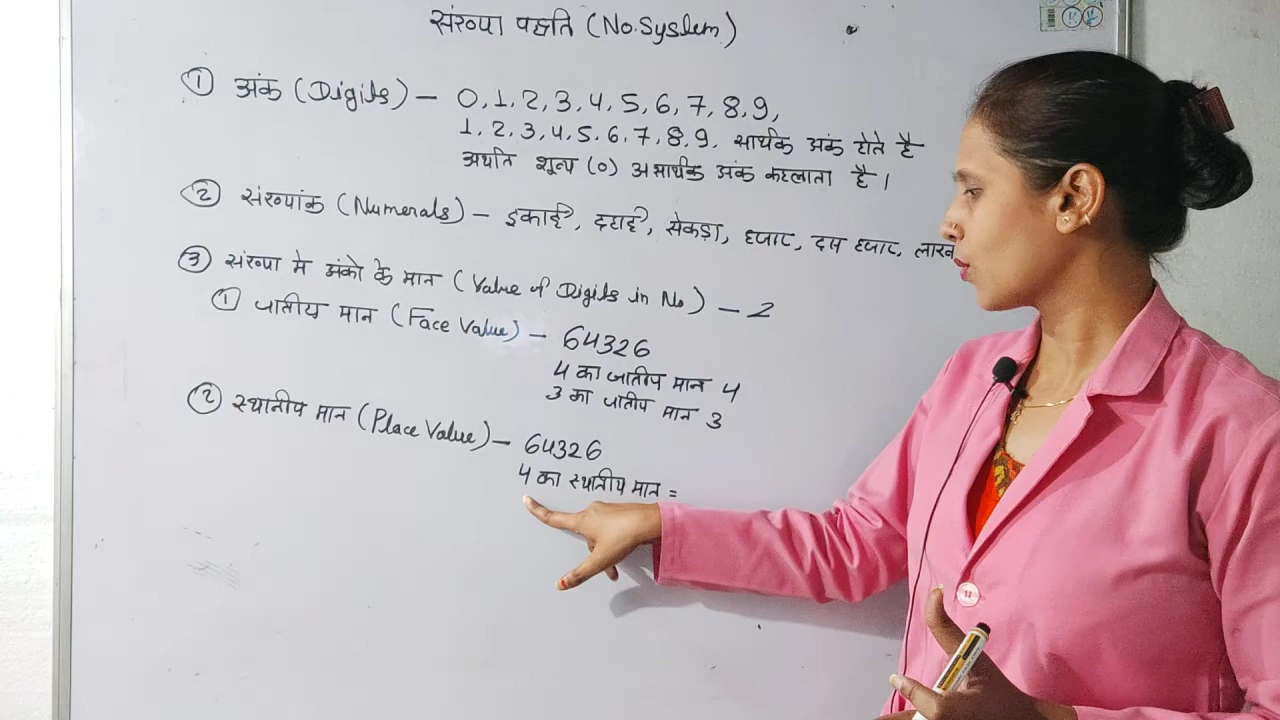 संख्या पद्धति (No. System)
① अंक (Digits) – 0, 1, 2, 3, 4, 5, 6, 7, 8, 9,
1, 2, 3, 4, 5, 6, 7, 8, 9, सार्थक अंक होते है
अर्थात शून्य (0) असार्थक अंक कहलाता है।
② संख्यांक (Numerals) – इकाई, दहाई, सेकड़ा, हजार, दस हजार, लाख
③ संख्या मे अंको के मान (Value of Digits in No) – 2
① जातीय मान (Face Value) – 64326
4 का जातीय मान 4
3 का जातीय मान 3
② स्थानीय मान (Place Value) – 64326
4 का स्थानीय मान =